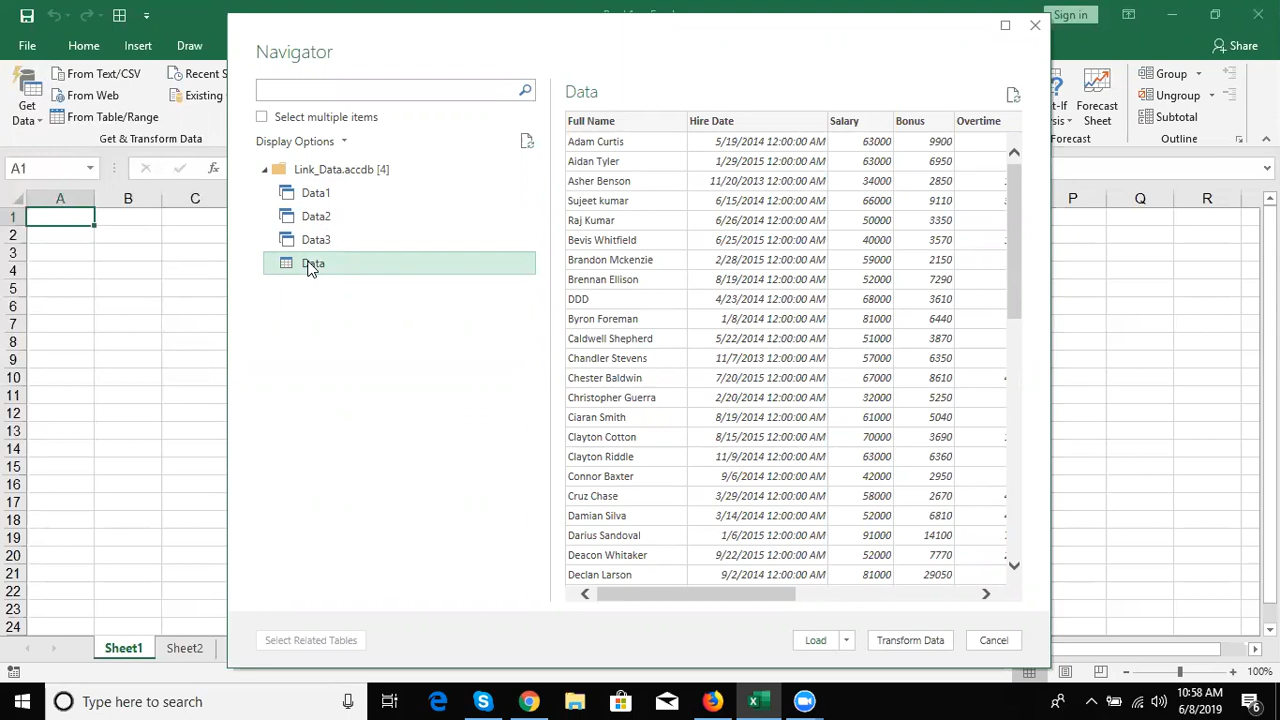 Sign in
File
Home
Insert
Draw
Share
Get
Data
From Text/CSV
From Web
From Table/Range
Recent S
Existing
Get & Transform Data
Forecast
Sheet
Group
Ungroup
Subtotal
Outline
A1
Navigator
Select multiple items
Display Options
Link_Data.accdb [4]
Data1
Data2
Data3
Data
Data
Full Name Hire Date Salary Bonus Overtime
Adam Curtis 5/19/2014 12:00:00 AM 63000 9900
Aidan Tyler 1/29/2015 12:00:00 AM 63000 6950
Asher Benson 11/20/2013 12:00:00 AM 34000 2850
Sujeet kumar 6/15/2014 12:00:00 AM 66000 9110
Raj Kumar 6/26/2014 12:00:00 AM 50000 3350
Bevis Whitfield 6/25/2015 12:00:00 AM 40000 3570
Brandon Mckenzie 2/28/2015 12:00:00 AM 59000 2150
Brennan Ellison 8/19/2014 12:00:00 AM 52000 7290
DDD 4/23/2014 12:00:00 AM 68000 3610
Byron Foreman 1/8/2014 12:00:00 AM 81000 6440
Caldwell Shepherd 5/22/2014 12:00:00 AM 51000 3870
Chandler Stevens 11/7/2013 12:00:00 AM 57000 6350
Chester Baldwin 7/20/2015 12:00:00 AM 67000 8610
Christopher Guerra 2/20/2014 12:00:00 AM 32000 5250
Ciaran Smith 8/19/2014 12:00:00 AM 61000 5040
Clayton Cotton 8/15/2015 12:00:00 AM 70000 3690
Clayton Riddle 11/9/2014 12:00:00 AM 63000 6360
Connor Baxter 9/6/2014 12:00:00 AM 42000 2950
Cruz Chase 3/29/2014 12:00:00 AM 58000 2670
Damian Silva 3/14/2014 12:00:00 AM 52000 6810
Darius Sandoval 1/6/2015 12:00:00 AM 91000 14100
Deacon Whitaker 9/22/2015 12:00:00 AM 52000 7770
Declan Larson 9/2/2014 12:00:00 AM 81000 29050
Select Related Tables
Load
Transform Data
Cancel
A B C P Q R
1
2
3
4
5
6
7
8
9
10
11
12
13
14
15
16
17
18
19
20
21
22
23
24
Sheet1
Sheet2
100%
Type here to search
10:58 AM
6/8/2019
6